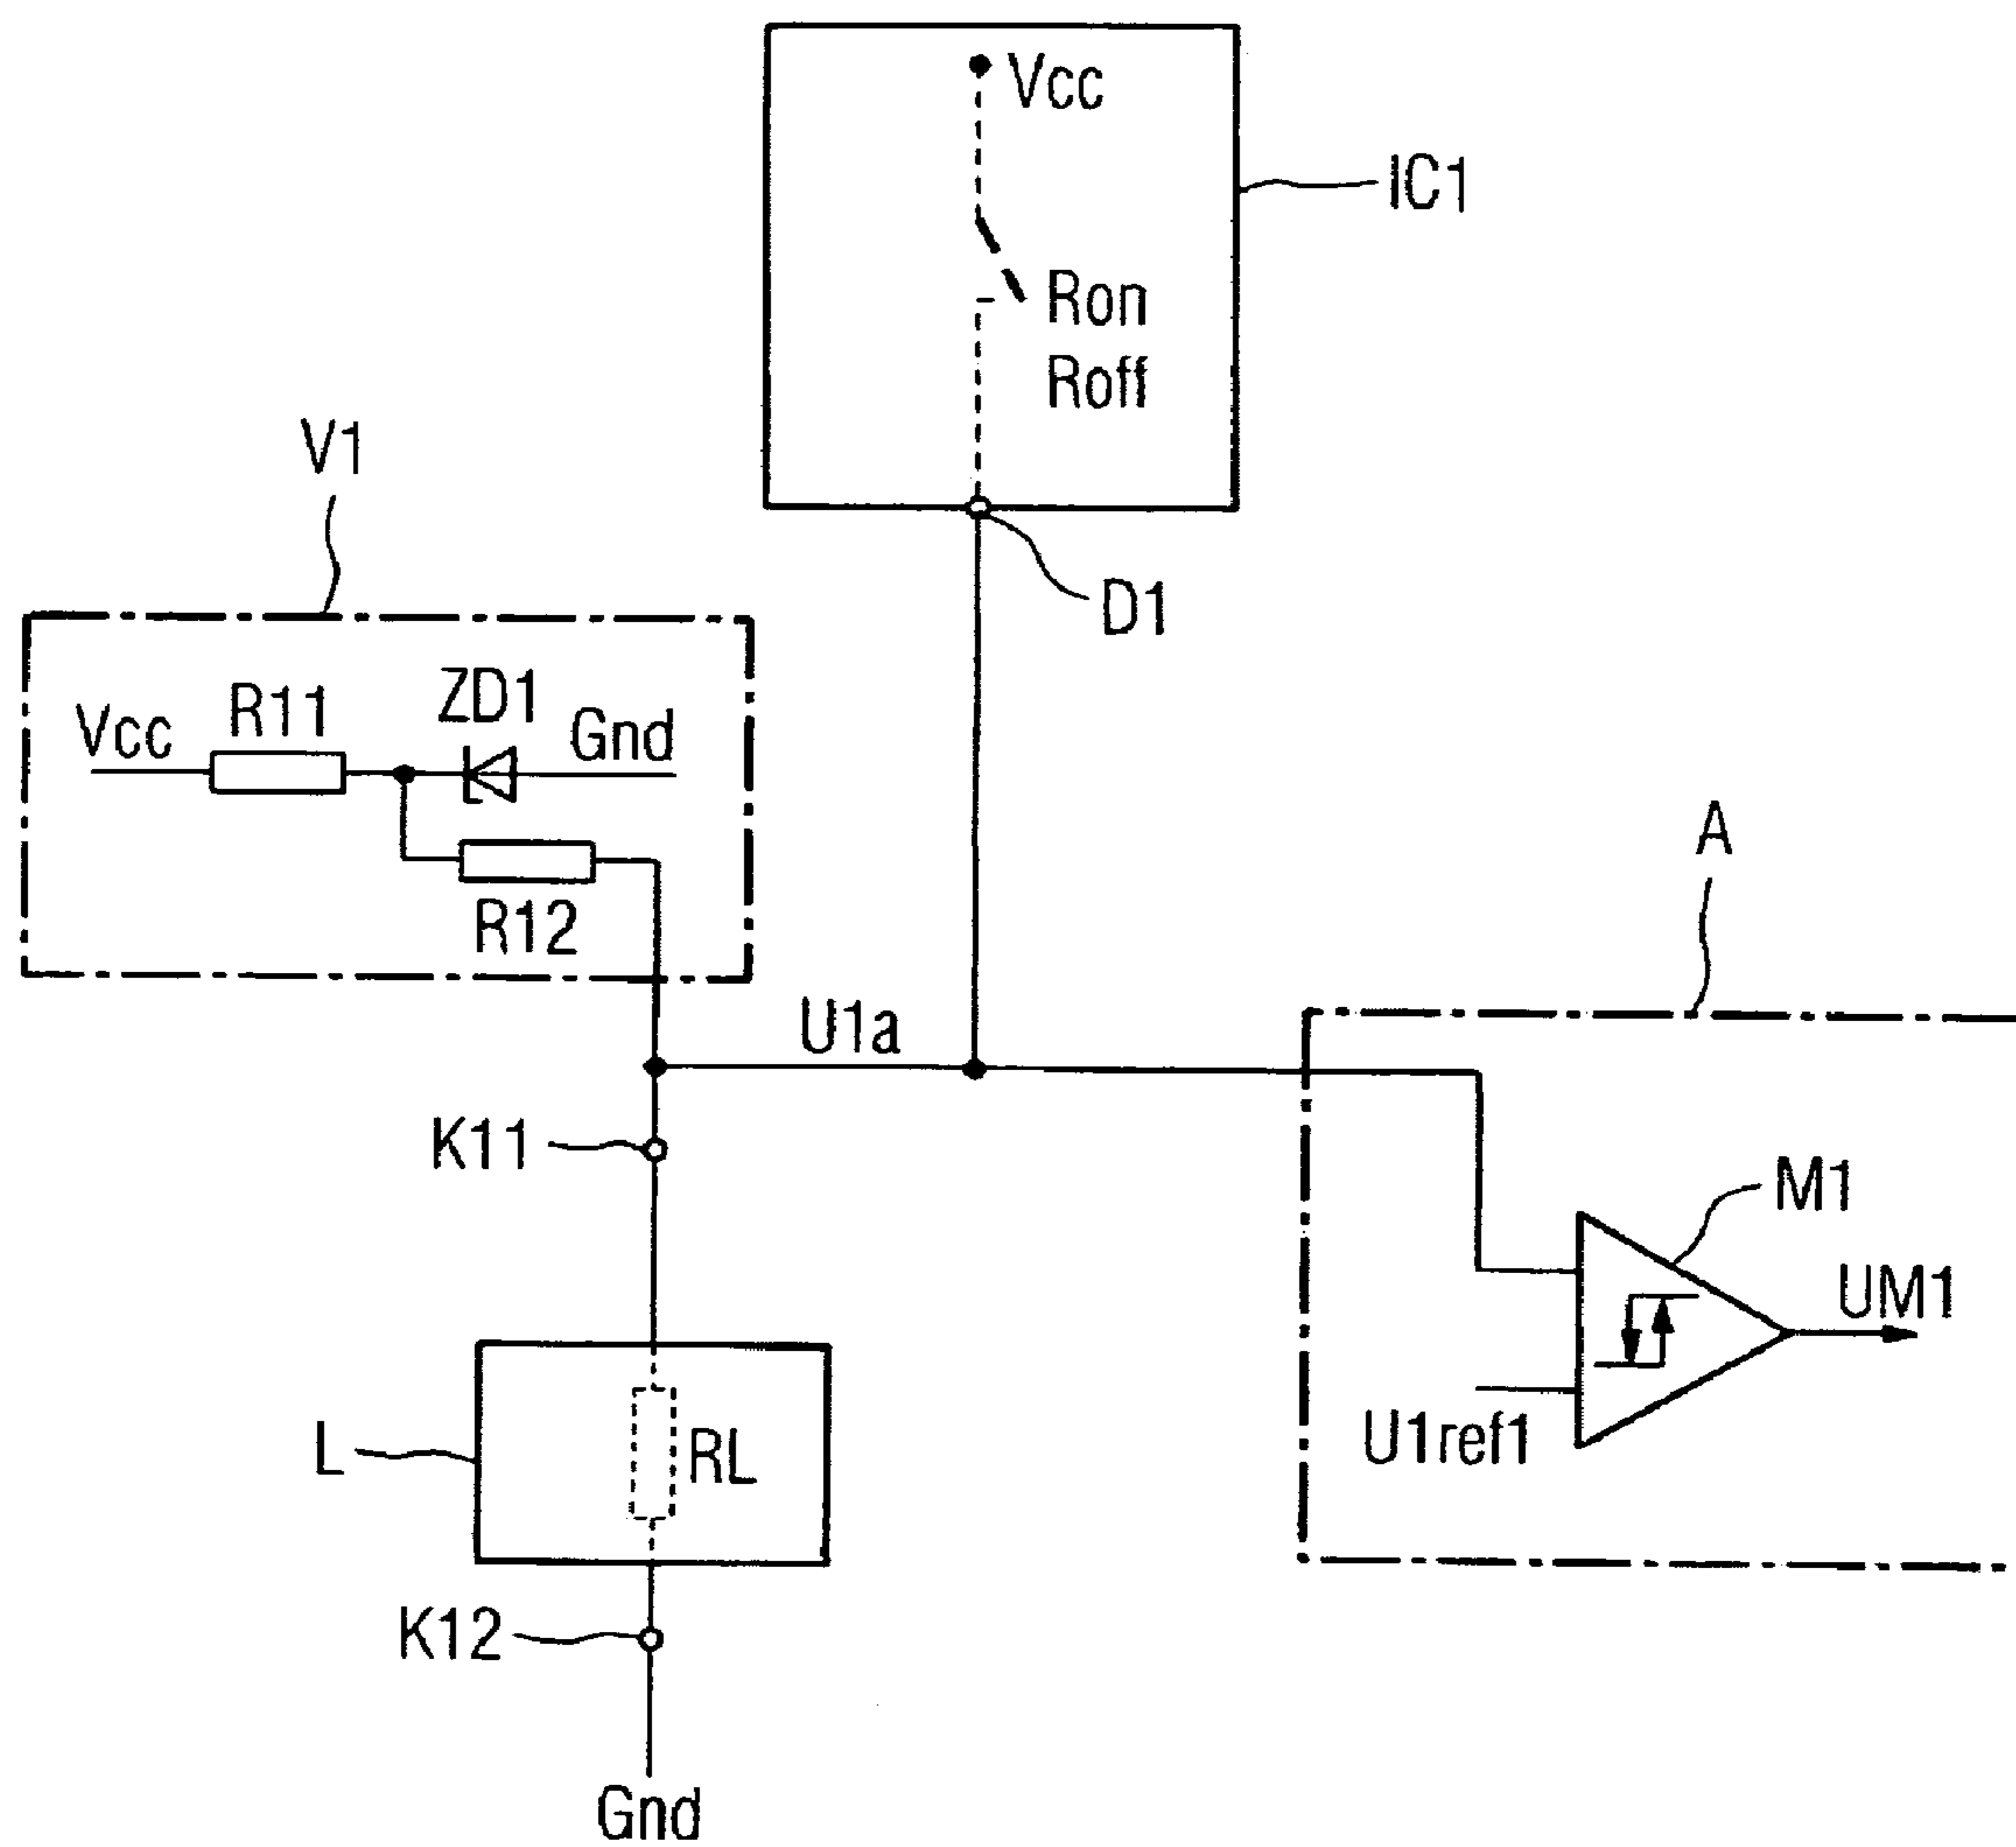 Vcc
IC1
Ron
Roff
V1
D1
R11
ZD1
Vcc
Gnd
R12
A
U1a
K11
M1
UM1
U1ref1
L
RL
K12
Gnd